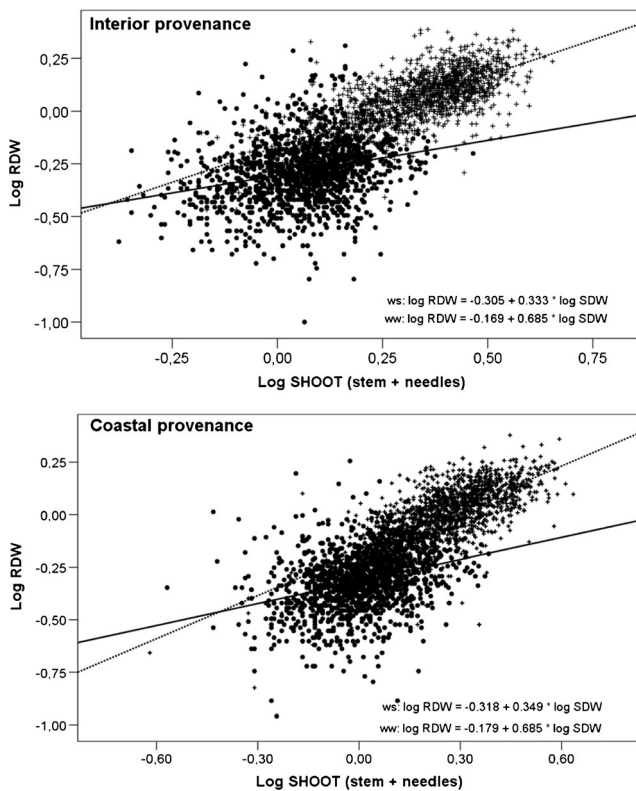 Interior provenance
0,25
0,00
-0,25
-0,50
-0,75
-1,00
Log RDW
ws: log RDW = -0.305 + 0.333 * log SDW
ww: log RDW = -0.169 + 0.685 * log SDW
-0,25 0,00 0,25 0,50 0,75
Log SHOOT (stem + needles)
Coastal provenance
0,25
0,00
-0,25
-0,50
-0,75
-1,00
Log RDW
ws: log RDW = -0.318 + 0.349 * log SDW
ww: log RDW = -0.179 + 0.685 * log SDW
-0,60 -0,30 0,00 0,30 0,60
Log SHOOT (stem + needles)